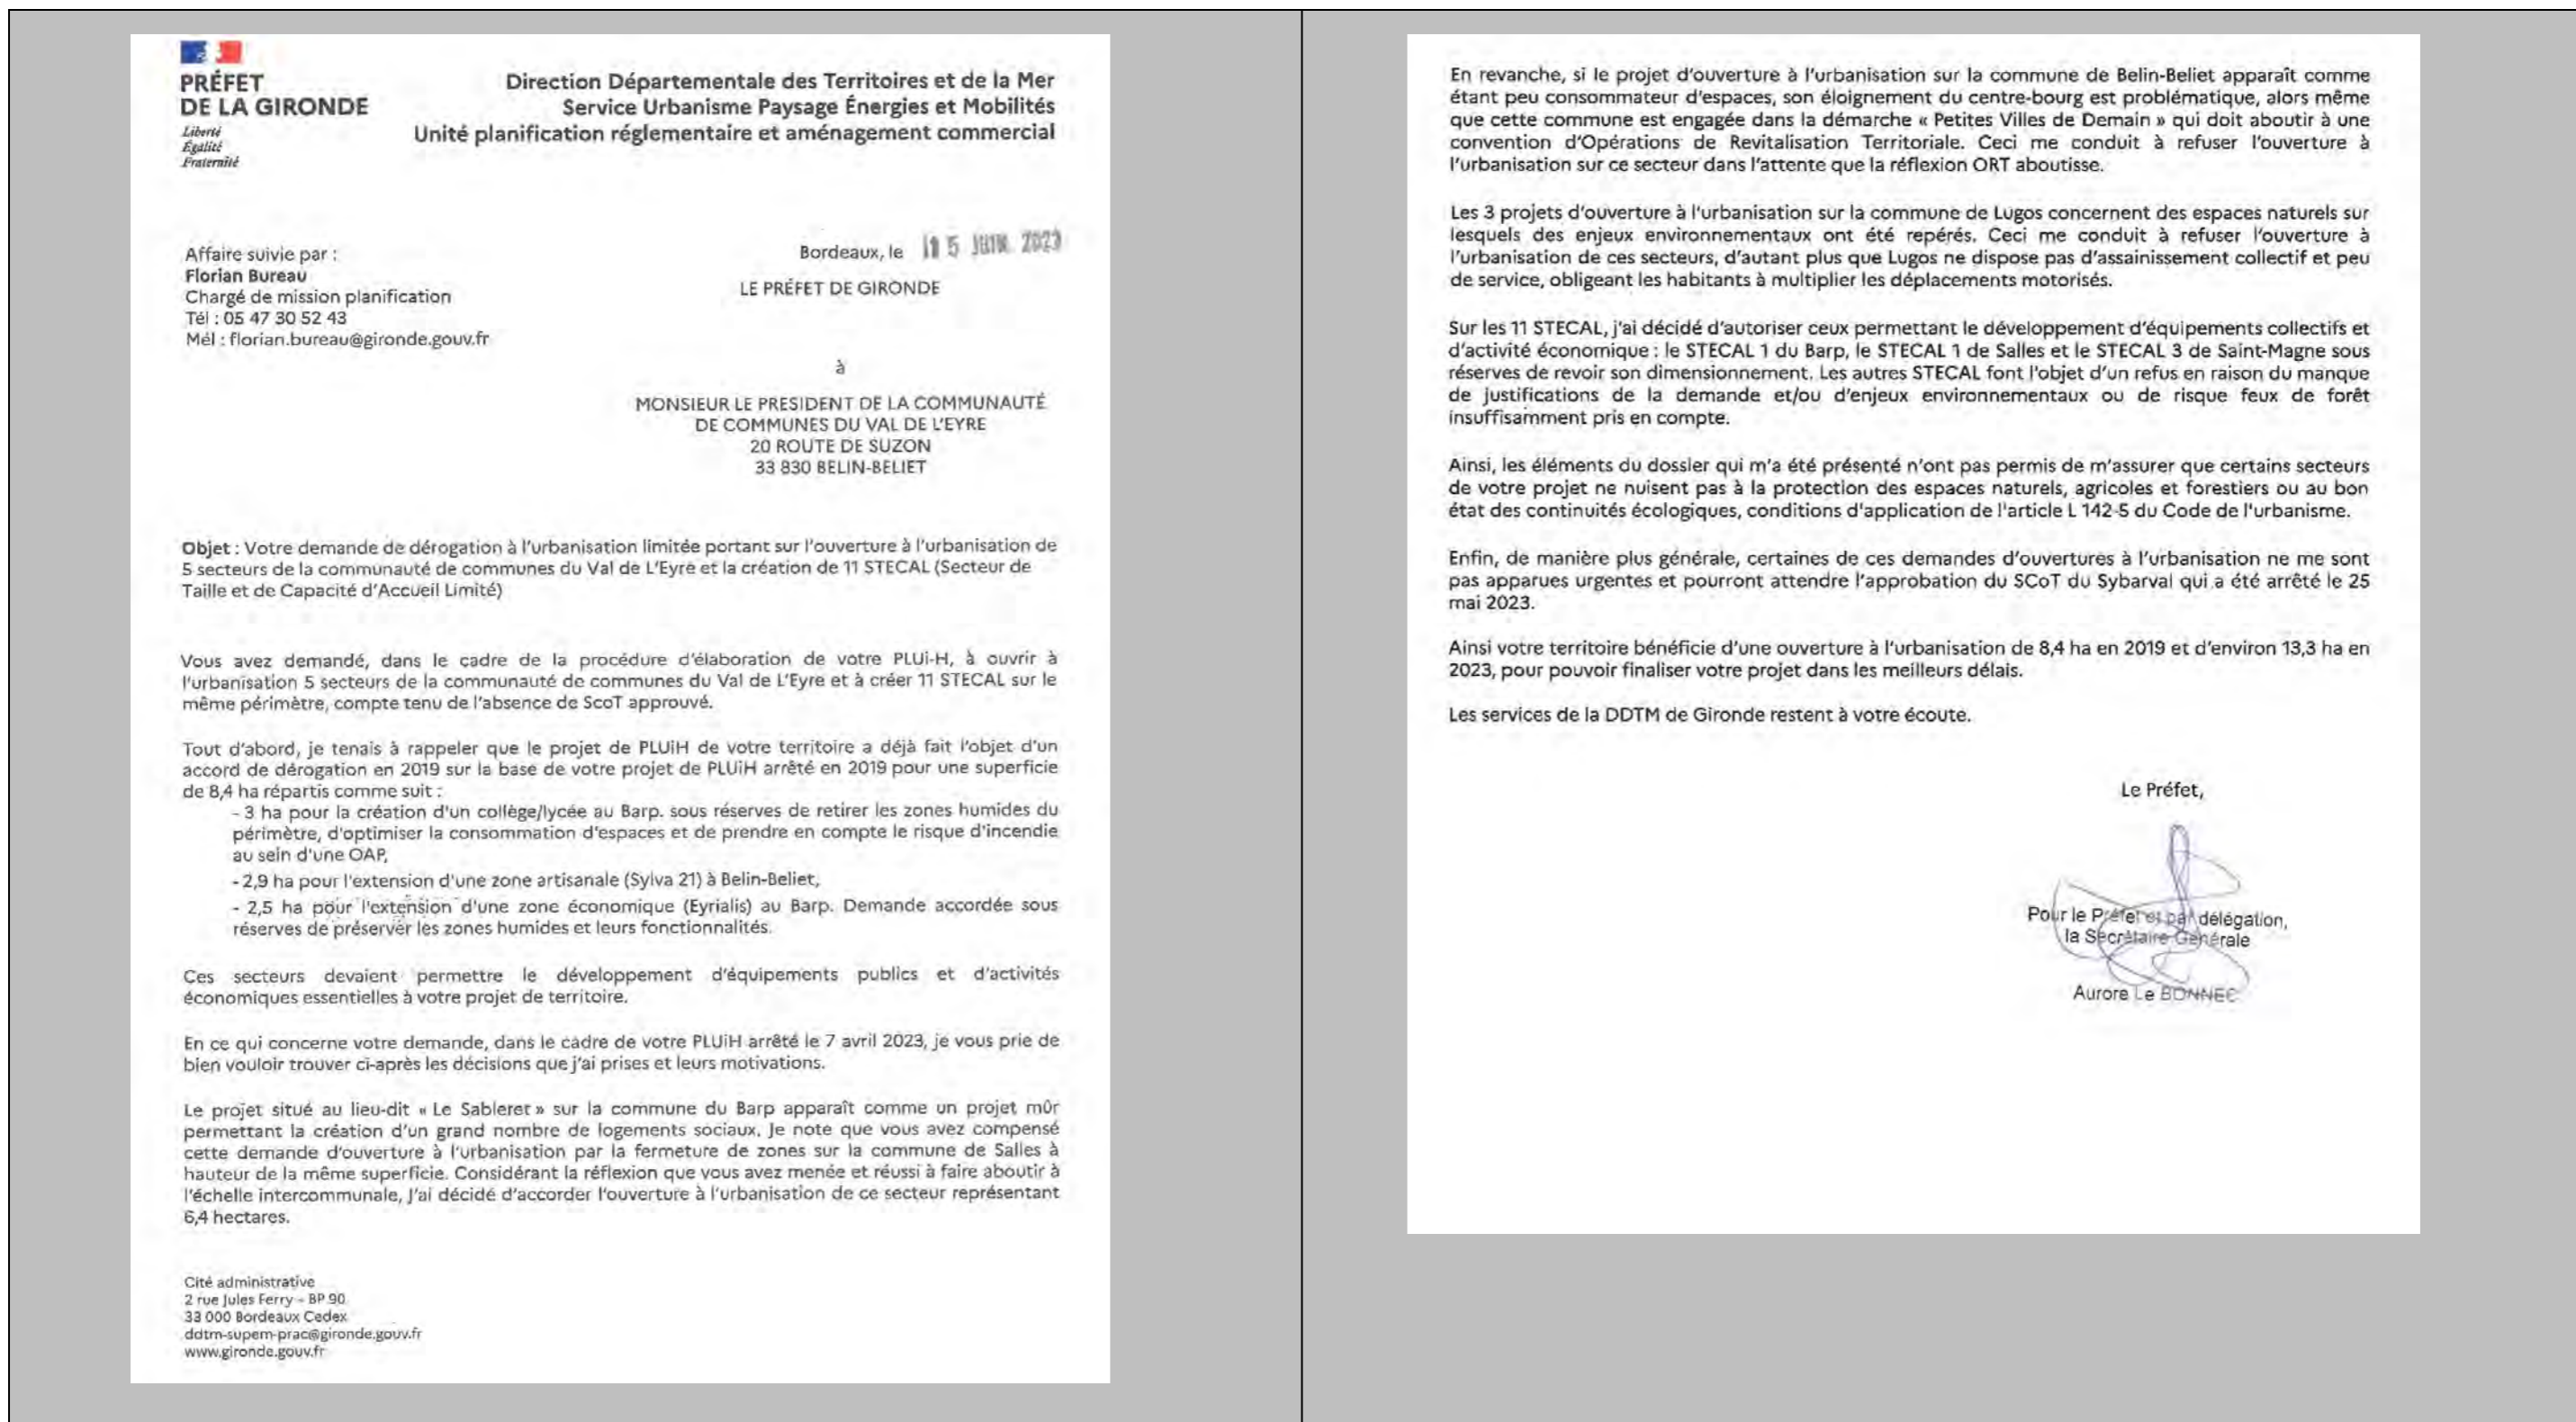 PRÉFET
DE LA GIRONDE
Liberté
Égalité
Fraternité
Direction Départementale des Territoires et de la Mer
Service Urbanisme Paysage Énergies et Mobilités
Unité planification réglementaire et aménagement commercial
Affaire suivie par :
Florian Bureau
Chargé de mission planification
Tél : 05 47 30 52 43
Mél : florian.bureau@gironde.gouv.fr
Bordeaux, le 15 JUIN 2023
LE PRÉFET DE GIRONDE
à
MONSIEUR LE PRESIDENT DE LA COMMUNAUTÉ
DE COMMUNES DU VAL DE L'EYRE
20 ROUTE DE SUZON
33 830 BELIN-BELIET
Objet : Votre demande de dérogation à l'urbanisation limitée portant sur l'ouverture à l'urbanisation de
5 secteurs de la communauté de communes du Val de L'Eyre et la création de 11 STECAL (Secteur de
Taille et de Capacité d'Accueil Limité)
Vous avez demandé, dans le cadre de la procédure d'élaboration de votre PLUi-H, à ouvrir à
l'urbanisation 5 secteurs de la communauté de communes du Val de L'Eyre et à créer 11 STECAL sur le
même périmètre, compte tenu de l'absence de ScoT approuvé.
Tout d'abord, je tenais à rappeler que le projet de PLUiH de votre territoire a déjà fait l'objet d'un
accord de dérogation en 2019 sur la base de votre projet de PLUiH arrêté en 2019 pour une superficie
de 8,4 ha répartis comme suit :
- 3 ha pour la création d'un collège/lycée au Barp. sous réserves de retirer les zones humides du
périmètre, d'optimiser la consommation d'espaces et de prendre en compte le risque d'incendie
au sein d'une OAP,
- 2,9 ha pour l'extension d'une zone artisanale (Sylva 21) à Belin-Beliet,
- 2,5 ha pour l'extension d'une zone économique (Eyrialis) au Barp. Demande accordée sous
réserves de préserver les zones humides et leurs fonctionnalités.
Ces secteurs devaient permettre le développement d'équipements publics et d'activités
économiques essentielles à votre projet de territoire.
En ce qui concerne votre demande, dans le cadre de votre PLUiH arrêté le 7 avril 2023, je vous prie de
bien vouloir trouver ci-après les décisions que j'ai prises et leurs motivations.
Le projet situé au lieu-dit « Le Sableret » sur la commune du Barp apparaît comme un projet mûr
permettant la création d'un grand nombre de logements sociaux. Je note que vous avez compensé
cette demande d'ouverture à l'urbanisation par la fermeture de zones sur la commune de Salles à
hauteur de la même superficie. Considérant la réflexion que vous avez menée et réussi à faire aboutir à
l'échelle intercommunale, j'ai décidé d'accorder l'ouverture à l'urbanisation de ce secteur représentant
6,4 hectares.
Cité administrative
2 rue Jules Ferry – BP 90
33 000 Bordeaux Cedex
ddtm-supem-prac@gironde.gouv.fr
www.gironde.gouv.fr
En revanche, si le projet d'ouverture à l'urbanisation sur la commune de Belin-Beliet apparaît comme
étant peu consommateur d'espaces, son éloignement du centre-bourg est problématique, alors même
que cette commune est engagée dans la démarche « Petites Villes de Demain » qui doit aboutir à une
convention d'Opérations de Revitalisation Territoriale. Ceci me conduit à refuser l'ouverture à
l'urbanisation sur ce secteur dans l'attente que la réflexion ORT aboutisse.
Les 3 projets d'ouverture à l'urbanisation sur la commune de Lugos concernent des espaces naturels sur
lesquels des enjeux environnementaux ont été repérés. Ceci me conduit à refuser l'ouverture à
l'urbanisation de ces secteurs, d'autant plus que Lugos ne dispose pas d'assainissement collectif et peu
de service, obligeant les habitants à multiplier les déplacements motorisés.
Sur les 11 STECAL, j'ai décidé d'autoriser ceux permettant le développement d'équipements collectifs et
d'activité économique : le STECAL 1 du Barp, le STECAL 1 de Salles et le STECAL 3 de Saint-Magne sous
réserves de revoir son dimensionnement. Les autres STECAL font l'objet d'un refus en raison du manque
de justifications de la demande et/ou d'enjeux environnementaux ou de risque feux de forêt
insuffisamment pris en compte.
Ainsi, les éléments du dossier qui m'a été présenté n'ont pas permis de m'assurer que certains secteurs
de votre projet ne nuisent pas à la protection des espaces naturels, agricoles et forestiers ou au bon
état des continuités écologiques, conditions d'application de l'article L 142-5 du Code de l'urbanisme.
Enfin, de manière plus générale, certaines de ces demandes d'ouvertures à l'urbanisation ne me sont
pas apparues urgentes et pourront attendre l'approbation du SCoT du Sybarval qui a été arrêté le 25
mai 2023.
Ainsi votre territoire bénéficie d'une ouverture à l'urbanisation de 8,4 ha en 2019 et d'environ 13,3 ha en
2023, pour pouvoir finaliser votre projet dans les meilleurs délais.
Les services de la DDTM de Gironde restent à votre écoute.
Le Préfet,
Pour le Préfet et par délégation,
la Secrétaire Générale
Aurore Le BONNEC